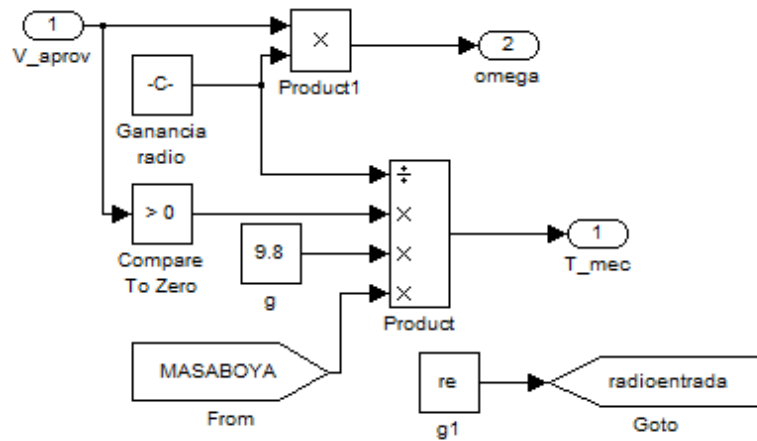 1
V_aprov
×
Product1
2
omega
-C-
Ganancia
radio
> 0
Compare
To Zero
9.8
g
÷
×
×
×
Product
1
T_mec
MASABOYA
From
re
g1
radioentrada
Goto